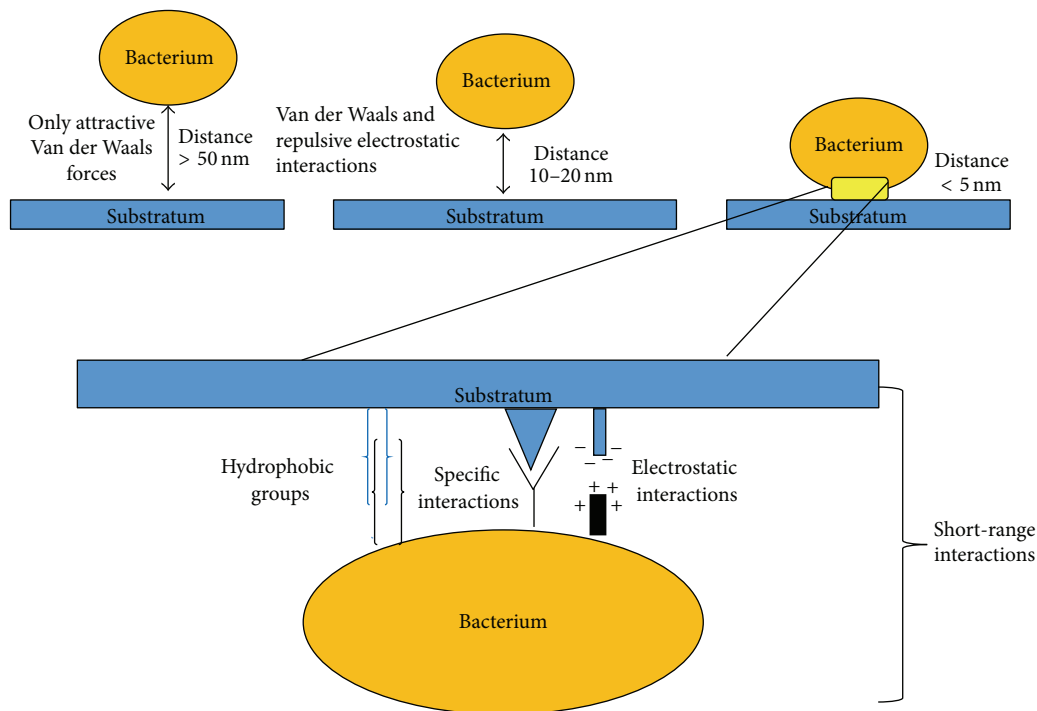 Bacterium
Only attractive
Van der Waals
forces
Distance
> 50 nm
Substratum
Bacterium
Van der Waals and
repulsive electrostatic
interactions
Distance
10–20 nm
Substratum
Bacterium
Distance
< 5 nm
Substratum
Substratum
Hydrophobic
groups
Specific
interactions
– – – –
+ + + +
Electrostatic
interactions
Short-range
interactions
Bacterium